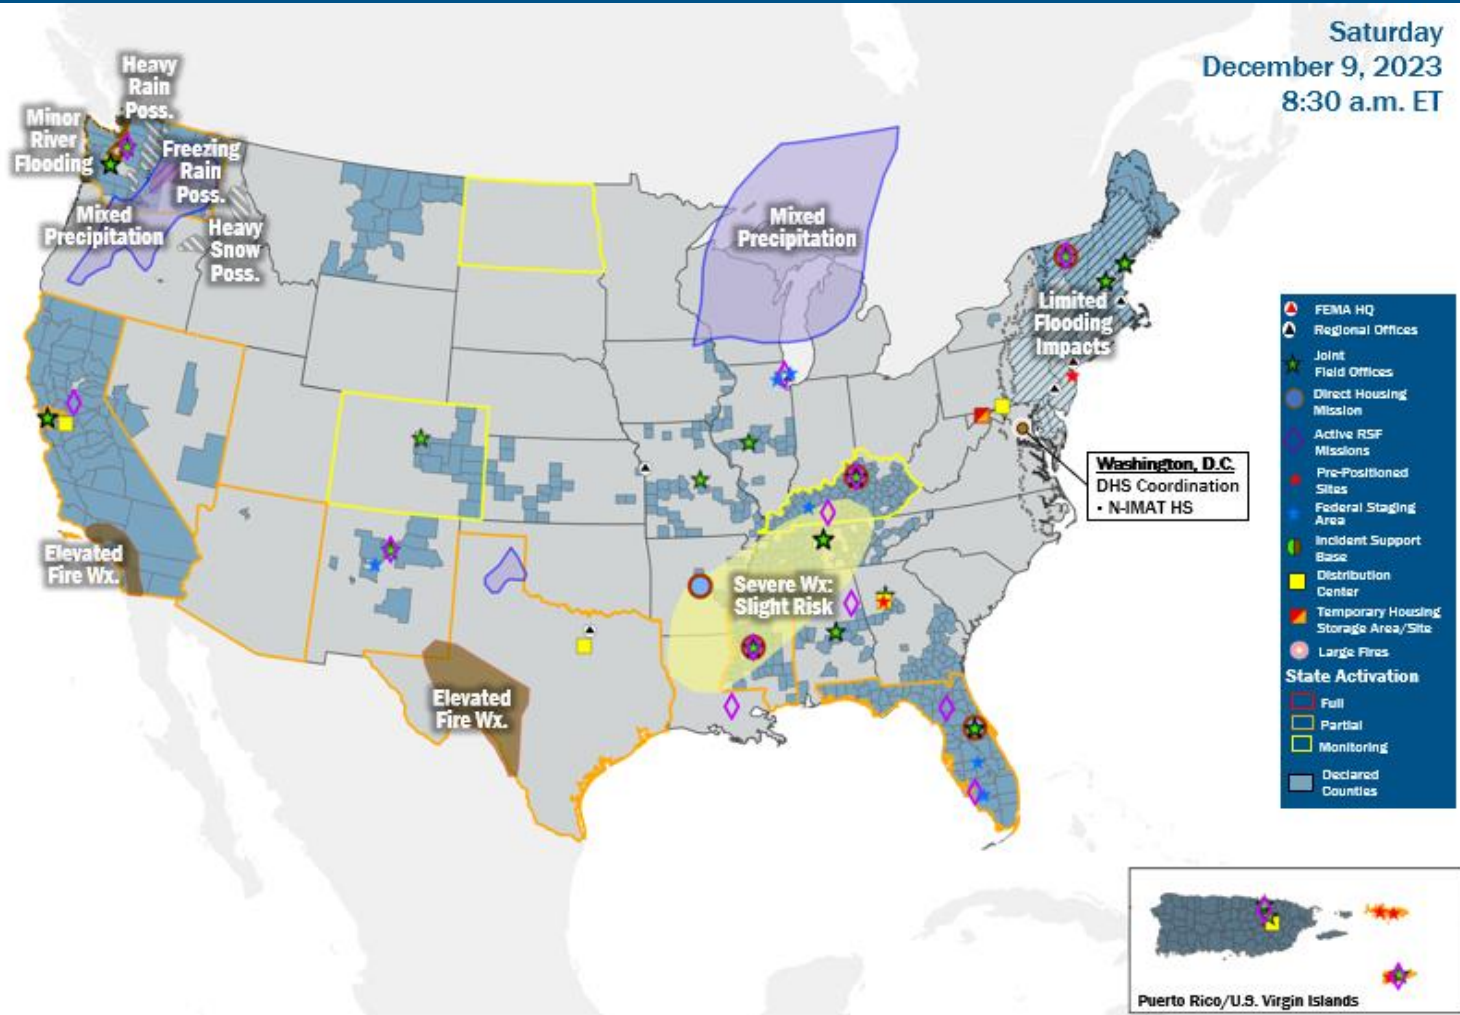 Saturday
December 9, 2023
8:30 a.m. ET
Heavy
Rain
Poss.
Minor
River
Flooding
Freezing
Rain
Poss.
Mixed
Precipitation
Heavy
Snow
Poss.
Mixed
Precipitation
Limited
Flooding
Impacts
Elevated
Fire Wx.
Severe Wx:
Slight Risk
Elevated
Fire Wx.
Washington, D.C.
DHS Coordination
• N-IMAT HS
FEMA HQ
Regional Offices
Joint
Field Offices
Direct Housing
Mission
Active RSF
Missions
Pre-Positioned
Sites
Federal Staging
Area
Incident Support
Base
Distribution
Center
Temporary Housing
Storage Area/Site
Large Fires
State Activation
Full
Partial
Monitoring
Declared
Counties
Puerto Rico/U.S. Virgin Islands